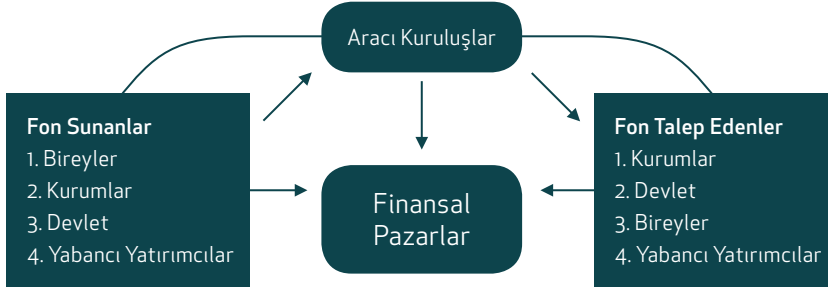 Aracı Kuruluşlar
Fon Sunanlar
1. Bireyler
2. Kurumlar
3. Devlet
4. Yabancı Yatırımcılar
Finansal
Pazarlar
Fon Talep Edenler
1. Kurumlar
2. Devlet
3. Bireyler
4. Yabancı Yatırımcılar